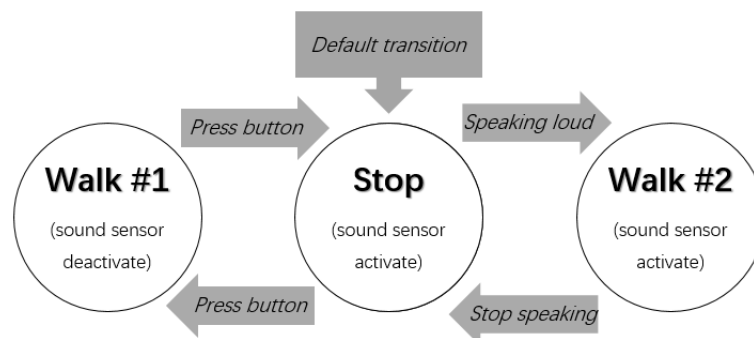 Default transition
Press button
Speaking loud
Walk #1
(sound sensor
deactivate)
Stop
(sound sensor
activate)
Walk #2
(sound sensor
activate)
Press button
Stop speaking